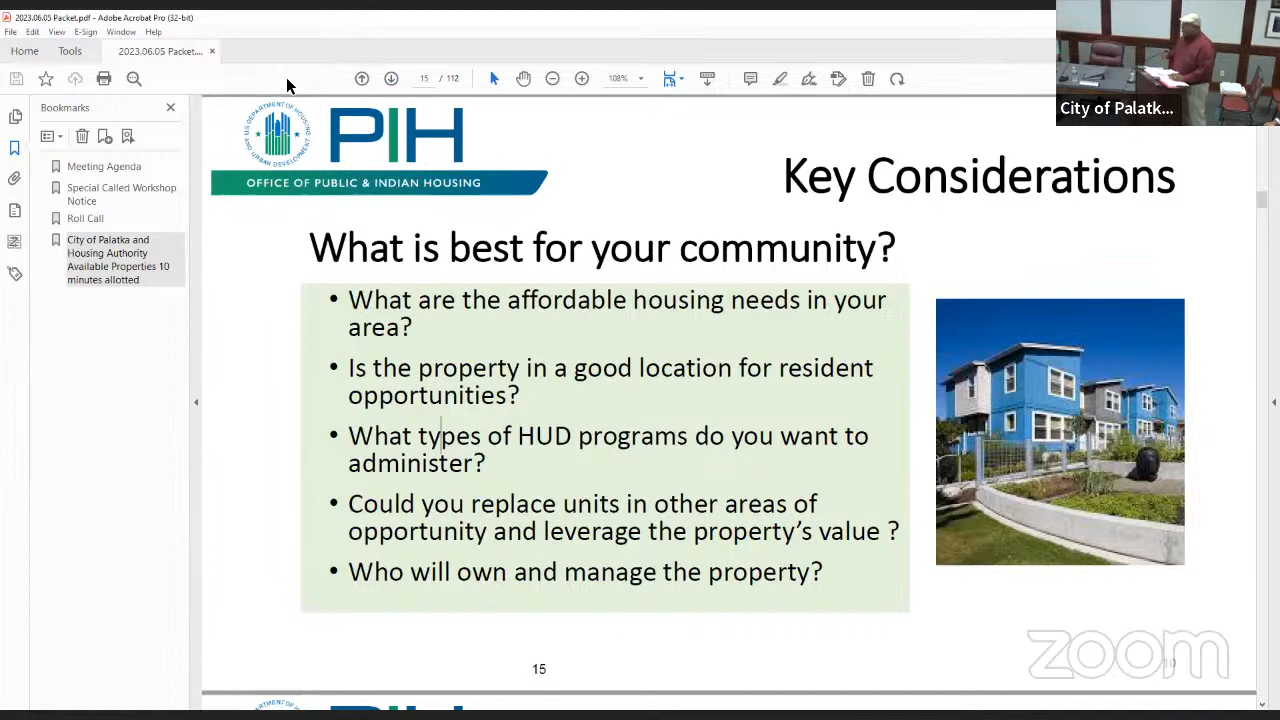 2023.06.05 Packet.pdf - Adobe Acrobat Pro (32-bit)
File Edit View E-Sign Window Help
Home Tools 2023.06.05 Packet.... ×
15 / 112
108%
Bookmarks
Meeting Agenda
Special Called Workshop
Notice
Roll Call
City of Palatka and
Housing Authority
Available Properties 10
minutes allotted
City of Palatk...
US DEPARTMENT OF HOUSING
AND URBAN DEVELOPMENT
PIH
OFFICE OF PUBLIC & INDIAN HOUSING
Key Considerations
What is best for your community?
• What are the affordable housing needs in your
area?
• Is the property in a good location for resident
opportunities?
• What types of HUD programs do you want to
administer?
• Could you replace units in other areas of
opportunity and leverage the property's value ?
• Who will own and manage the property?
15
10
zoom
PIH